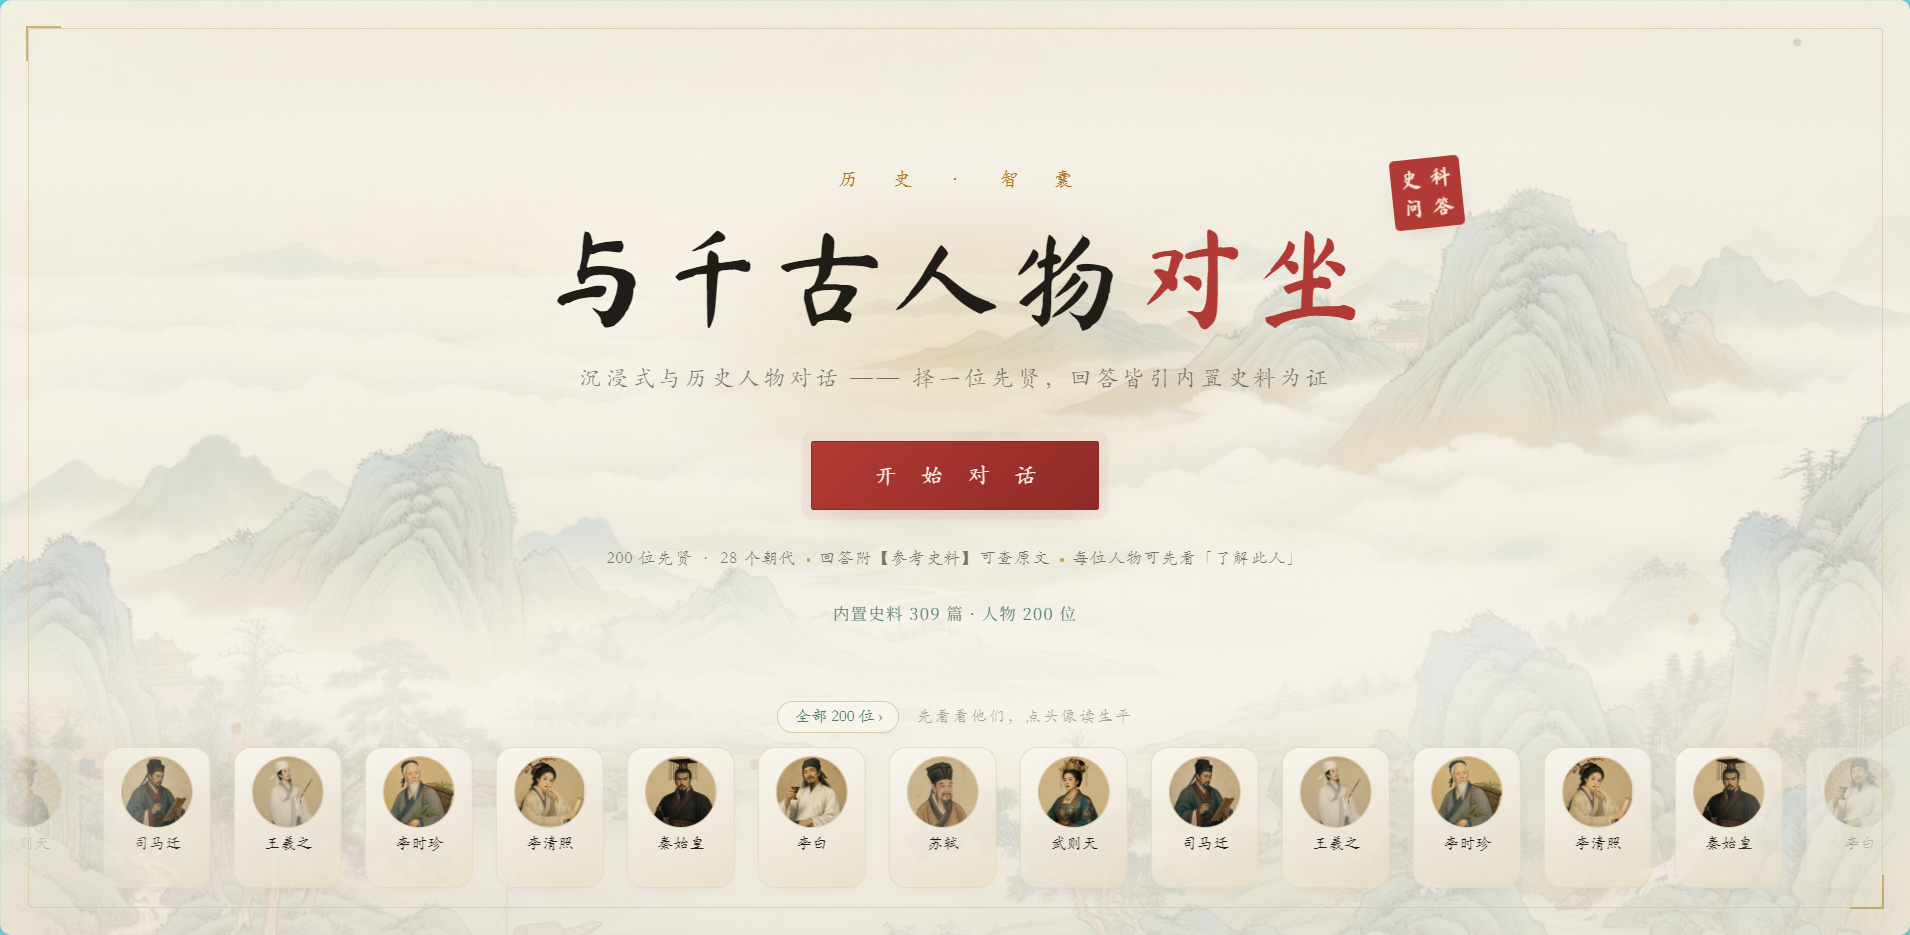 历史·智囊
史科
问答
与千古人物对坐
沉浸式与历史人物对话 —— 择一位先贤，回答皆引内置史料为证
开始对话
200 位先贤 · 28 个朝代 • 回答附【参考史料】可查原文 • 每位人物可先看「了解此人」
内置史料 309 篇 · 人物 200 位
全部 200 位 › 先看看他们，点头像读生平
武则天 司马迁 王羲之 李时珍 李清照 秦始皇 李白 苏轼 武则天 司马迁 王羲之 李时珍 李清照 秦始皇 李白